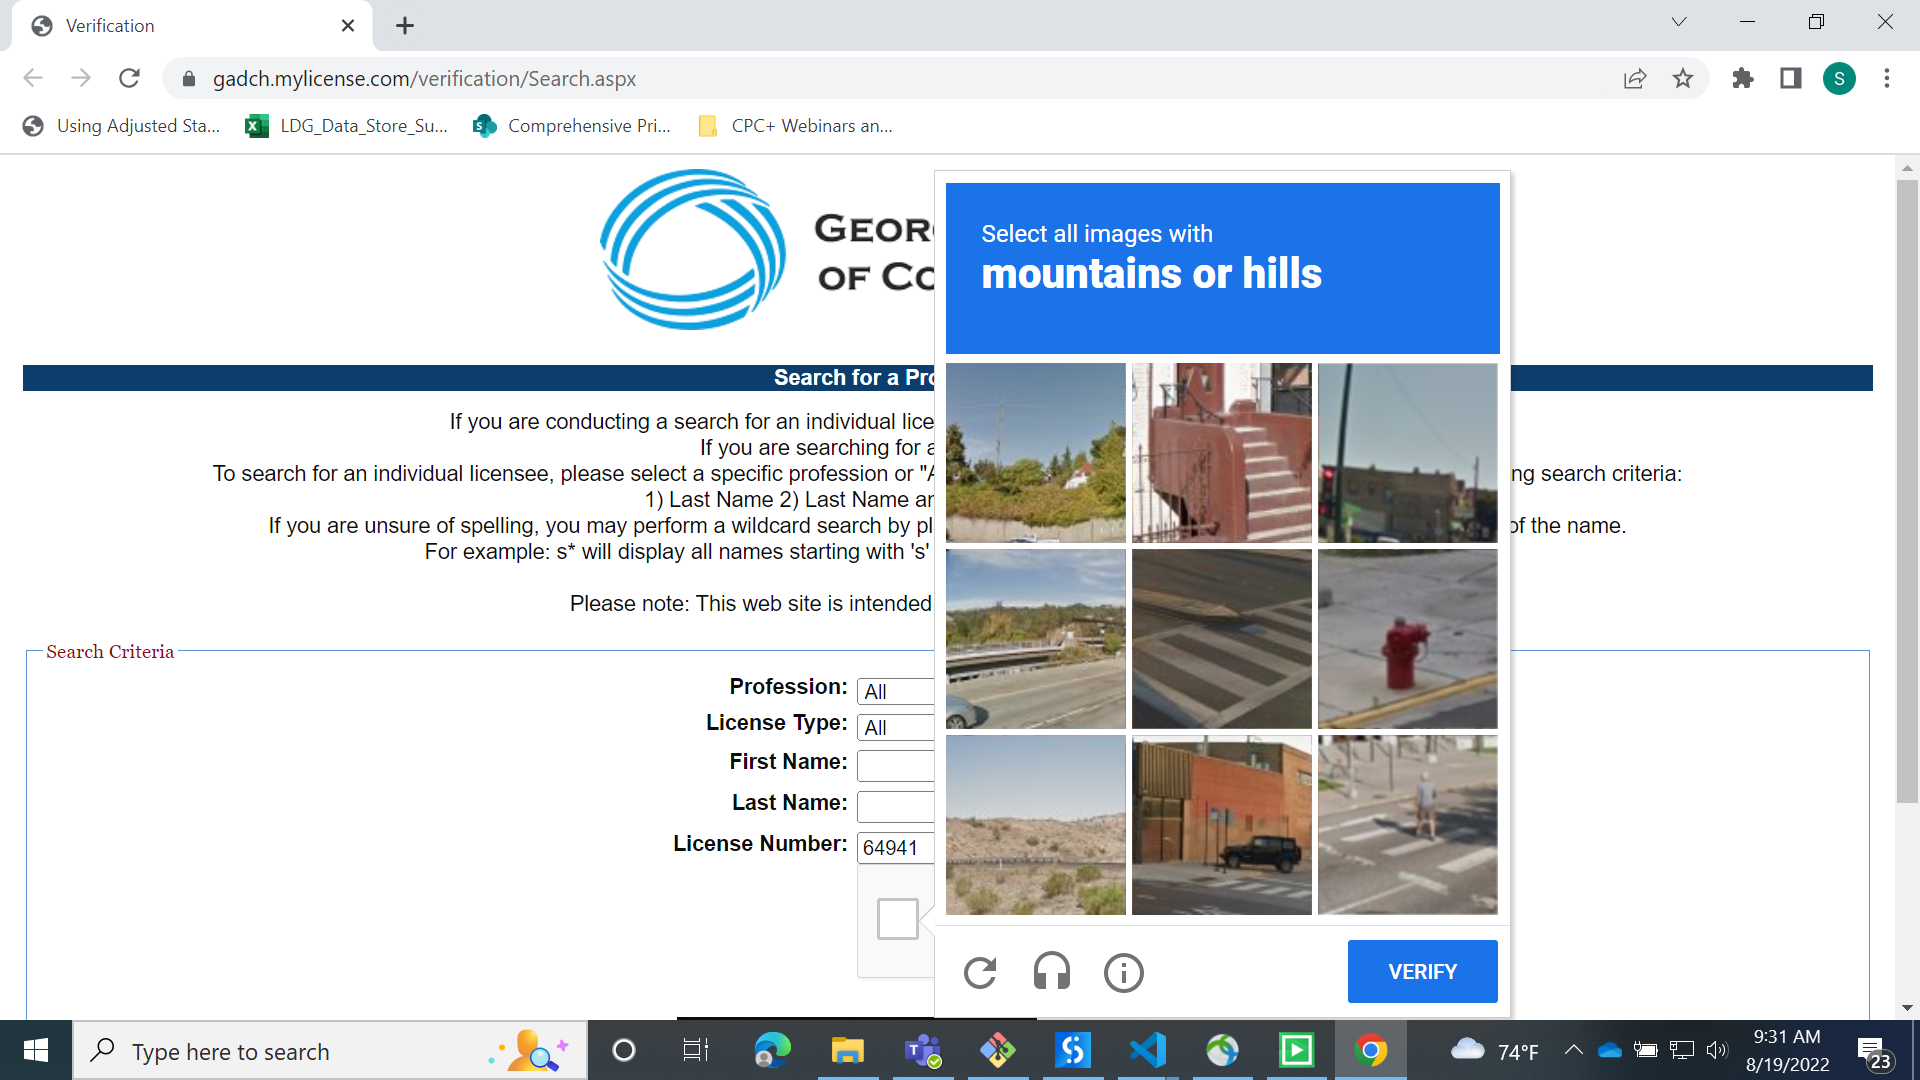 Verification
gadch.mylicense.com/verification/Search.aspx
S
Using Adjusted Sta...
LDG_Data_Store_Su...
Comprehensive Pri...
CPC+ Webinars an...
GEOR
OF CO
Select all images with
mountains or hills
Search for a Pro
If you are conducting a search for an individual lice
If you are searching for a
To search for an individual licensee, please select a specific profession or "A
ng search criteria:
1) Last Name 2) Last Name an
If you are unsure of spelling, you may perform a wildcard search by pl
of the name.
For example: s* will display all names starting with 's'
Please note: This web site is intended
Search Criteria
Profession: All
License Type: All
First Name:
Last Name:
License Number: 64941
VERIFY
Type here to search
74°F
9:31 AM
8/19/2022
23